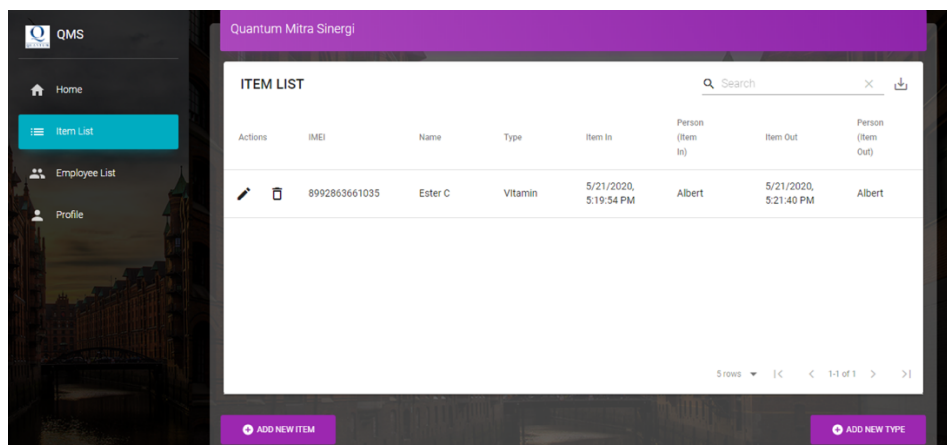 QMS
Quantum Mitra Sinergi
Home
Item List
Employee List
Profile
ITEM LIST
Search
Actions
IMEI
Name
Type
Item In
Person
(Item
In)
Item Out
Person
(Item
Out)
8992863661035
Ester C
VItamin
5/21/2020,
5:19:54 PM
Albert
5/21/2020,
5:21:40 PM
Albert
5 rows
1-1 of 1
ADD NEW ITEM
ADD NEW TYPE